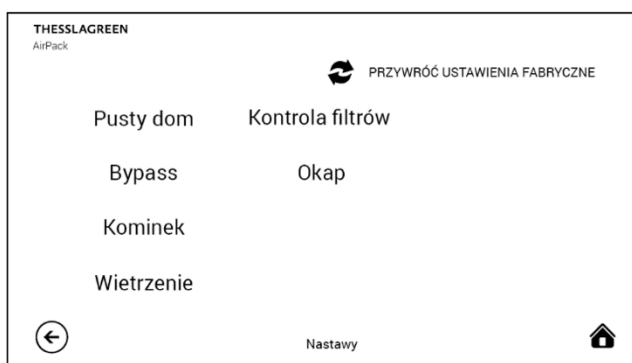 THESSLAGREEN
AirPack
PRZYWRÓĆ USTAWIENIA FABRYCZNE
Pusty dom Kontrola filtrów
Bypass Okap
Kominek
Wietrzenie
Nastawy